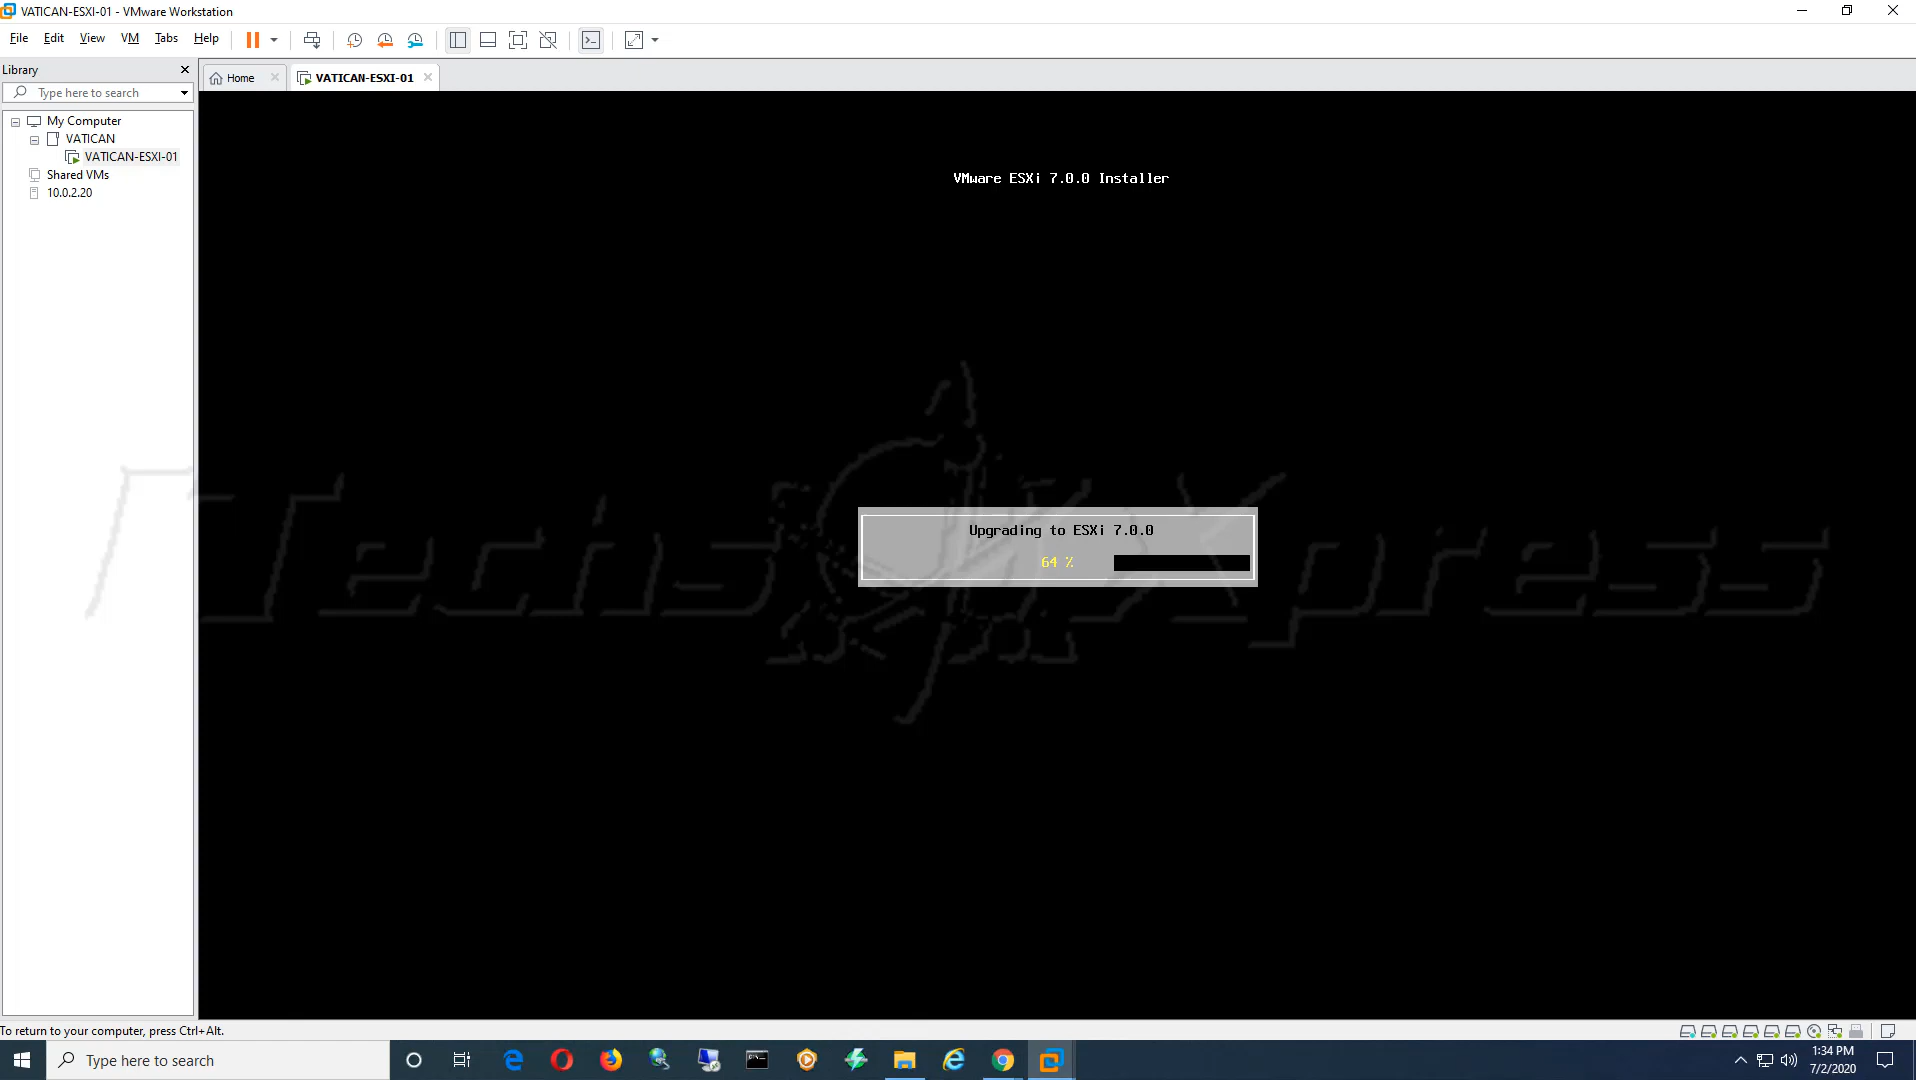 VATICAN-ESXI-01 - VMware Workstation
File Edit View VM Tabs Help
Library
Home
VATICAN-ESXI-01
Type here to search
My Computer
VATICAN
VATICAN-ESXI-01
Shared VMs
10.0.2.20
VMware ESXi 7.0.0 Installer
Upgrading to ESXi 7.0.0
64 %
To return to your computer, press Ctrl+Alt.
Type here to search
1:34 PM
7/2/2020